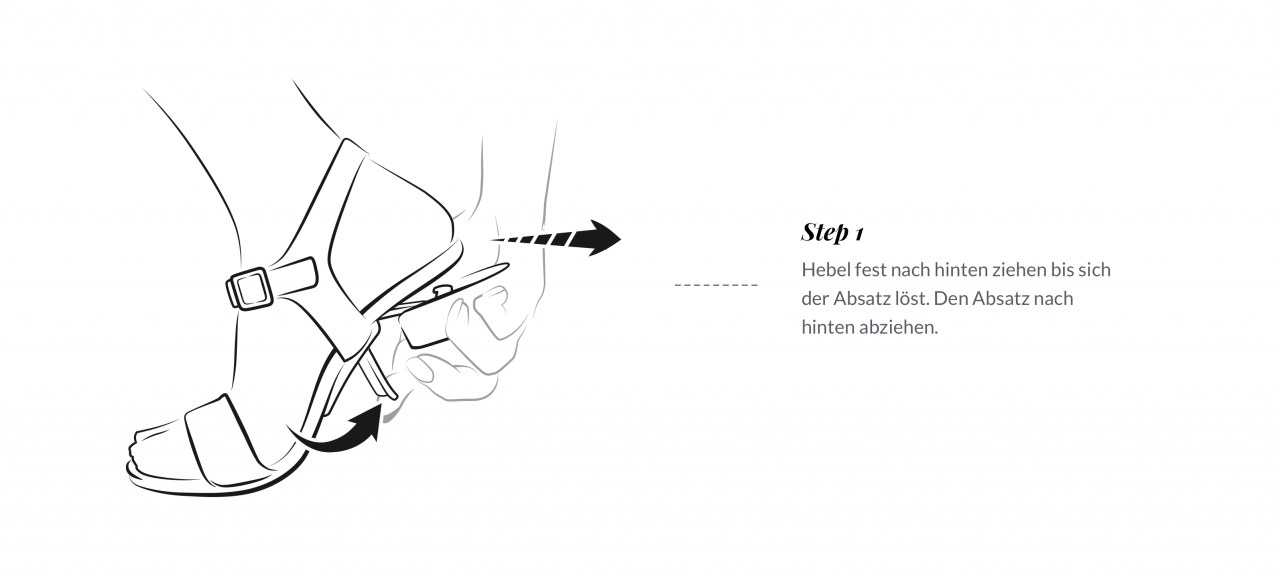 Step 1
Hebel fest nach hinten ziehen bis sich
der Absatz löst. Den Absatz nach
hinten abziehen.